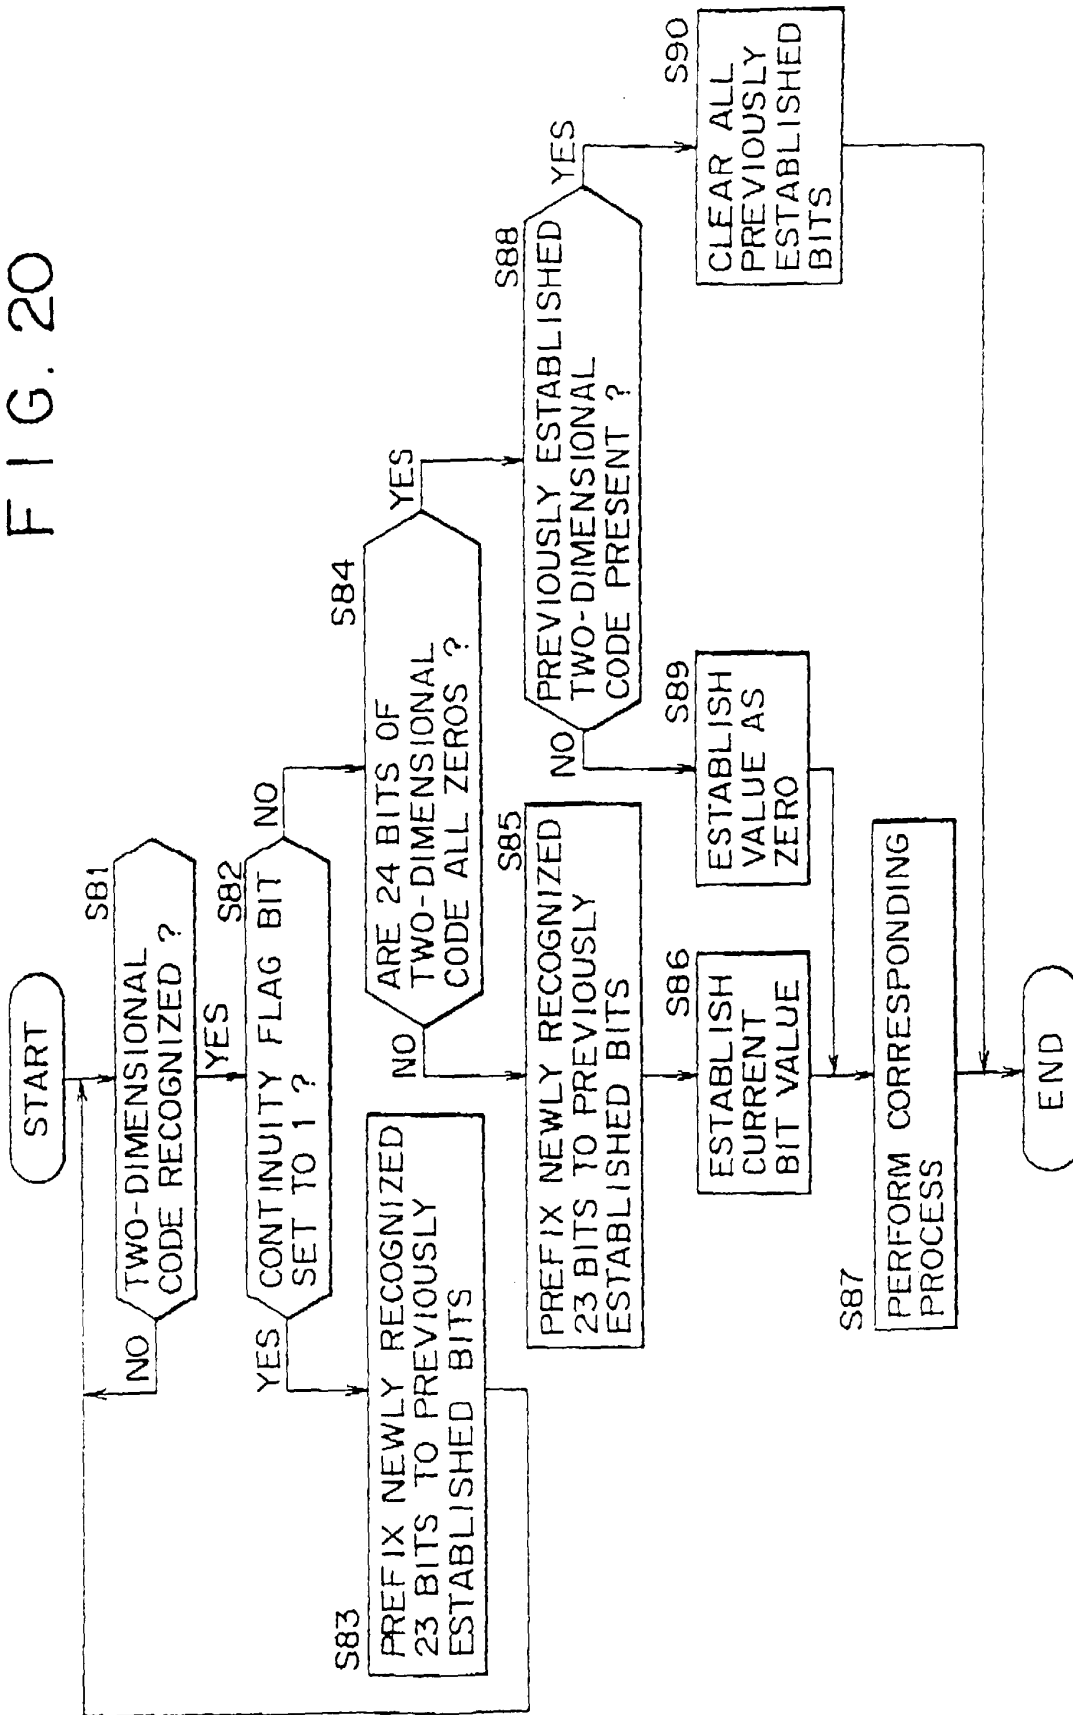 FIG. 20
START
S81
TWO-DIMENSIONAL
CODE RECOGNIZED ?
NO
YES
S82
CONTINUITY FLAG BIT
SET TO 1 ?
YES
NO
S83
PREFIX NEWLY RECOGNIZED
23 BITS TO PREVIOUSLY
ESTABLISHED BITS
S84
ARE 24 BITS OF
TWO-DIMENSIONAL
CODE ALL ZEROS ?
NO
YES
S85
PREFIX NEWLY RECOGNIZED
23 BITS TO PREVIOUSLY
ESTABLISHED BITS
S88
PREVIOUSLY ESTABLISHED
TWO-DIMENSIONAL
CODE PRESENT ?
NO
YES
S86
ESTABLISH
CURRENT
BIT VALUE
S89
ESTABLISH
VALUE AS
ZERO
S90
CLEAR ALL
PREVIOUSLY
ESTABLISHED
BITS
S87
PERFORM CORRESPONDING
PROCESS
END